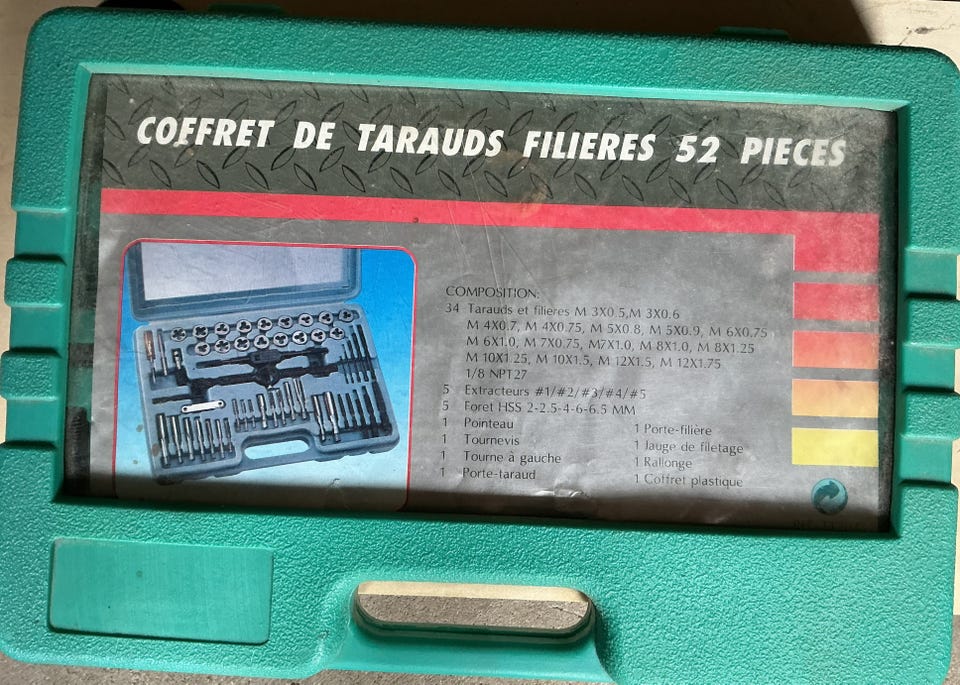 COFFRET DE TARAUDS FILIERES 52 PIECES
COMPOSITION:
34 Tarauds et filieres M 3X0.5,M 3X0.6
M 4X0.7, M 4X0.75, M 5X0.8, M 5X0.9, M 6X0.75
M 6X1.0, M 7X0.75, M7X1.0, M 8X1.0, M 8X1.25
M 10X1.25, M 10X1.5, M 12X1.5, M 12X1.75
1/8 NPT27
5 Extracteurs #1/#2/#3/#4/#5
5 Foret HSS 2-2.5-4-6-6.5 MM
1 Pointeau
1 Tournevis
1 Tourne à gauche
1 Porte-taraud
1 Porte-filière
1 Jauge de filetage
1 Rallonge
1 Coffret plastique